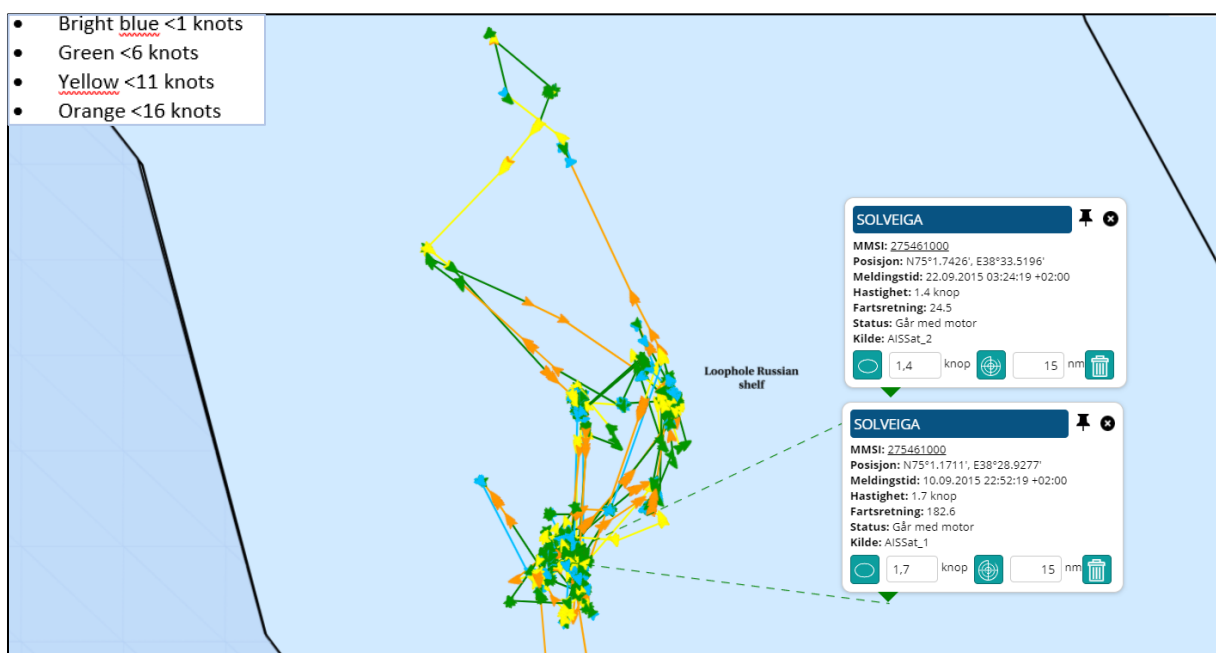 • Bright blue <1 knots
• Green <6 knots
• Yellow <11 knots
• Orange <16 knots
Loophole Russian
shelf
SOLVEIGA
MMSI: 275461000
Posisjon: N75°1.7426', E38°33.5196'
Meldingstid: 22.09.2015 03:24:19 +02:00
Hastighet: 1.4 knop
Fartsretning: 24.5
Status: Går med motor
Kilde: AISSat_2
1,4 knop 15 nm
SOLVEIGA
MMSI: 275461000
Posisjon: N75°1.1711', E38°28.9277'
Meldingstid: 10.09.2015 22:52:19 +02:00
Hastighet: 1.7 knop
Fartsretning: 182.6
Status: Går med motor
Kilde: AISSat_1
1,7 knop 15 nm